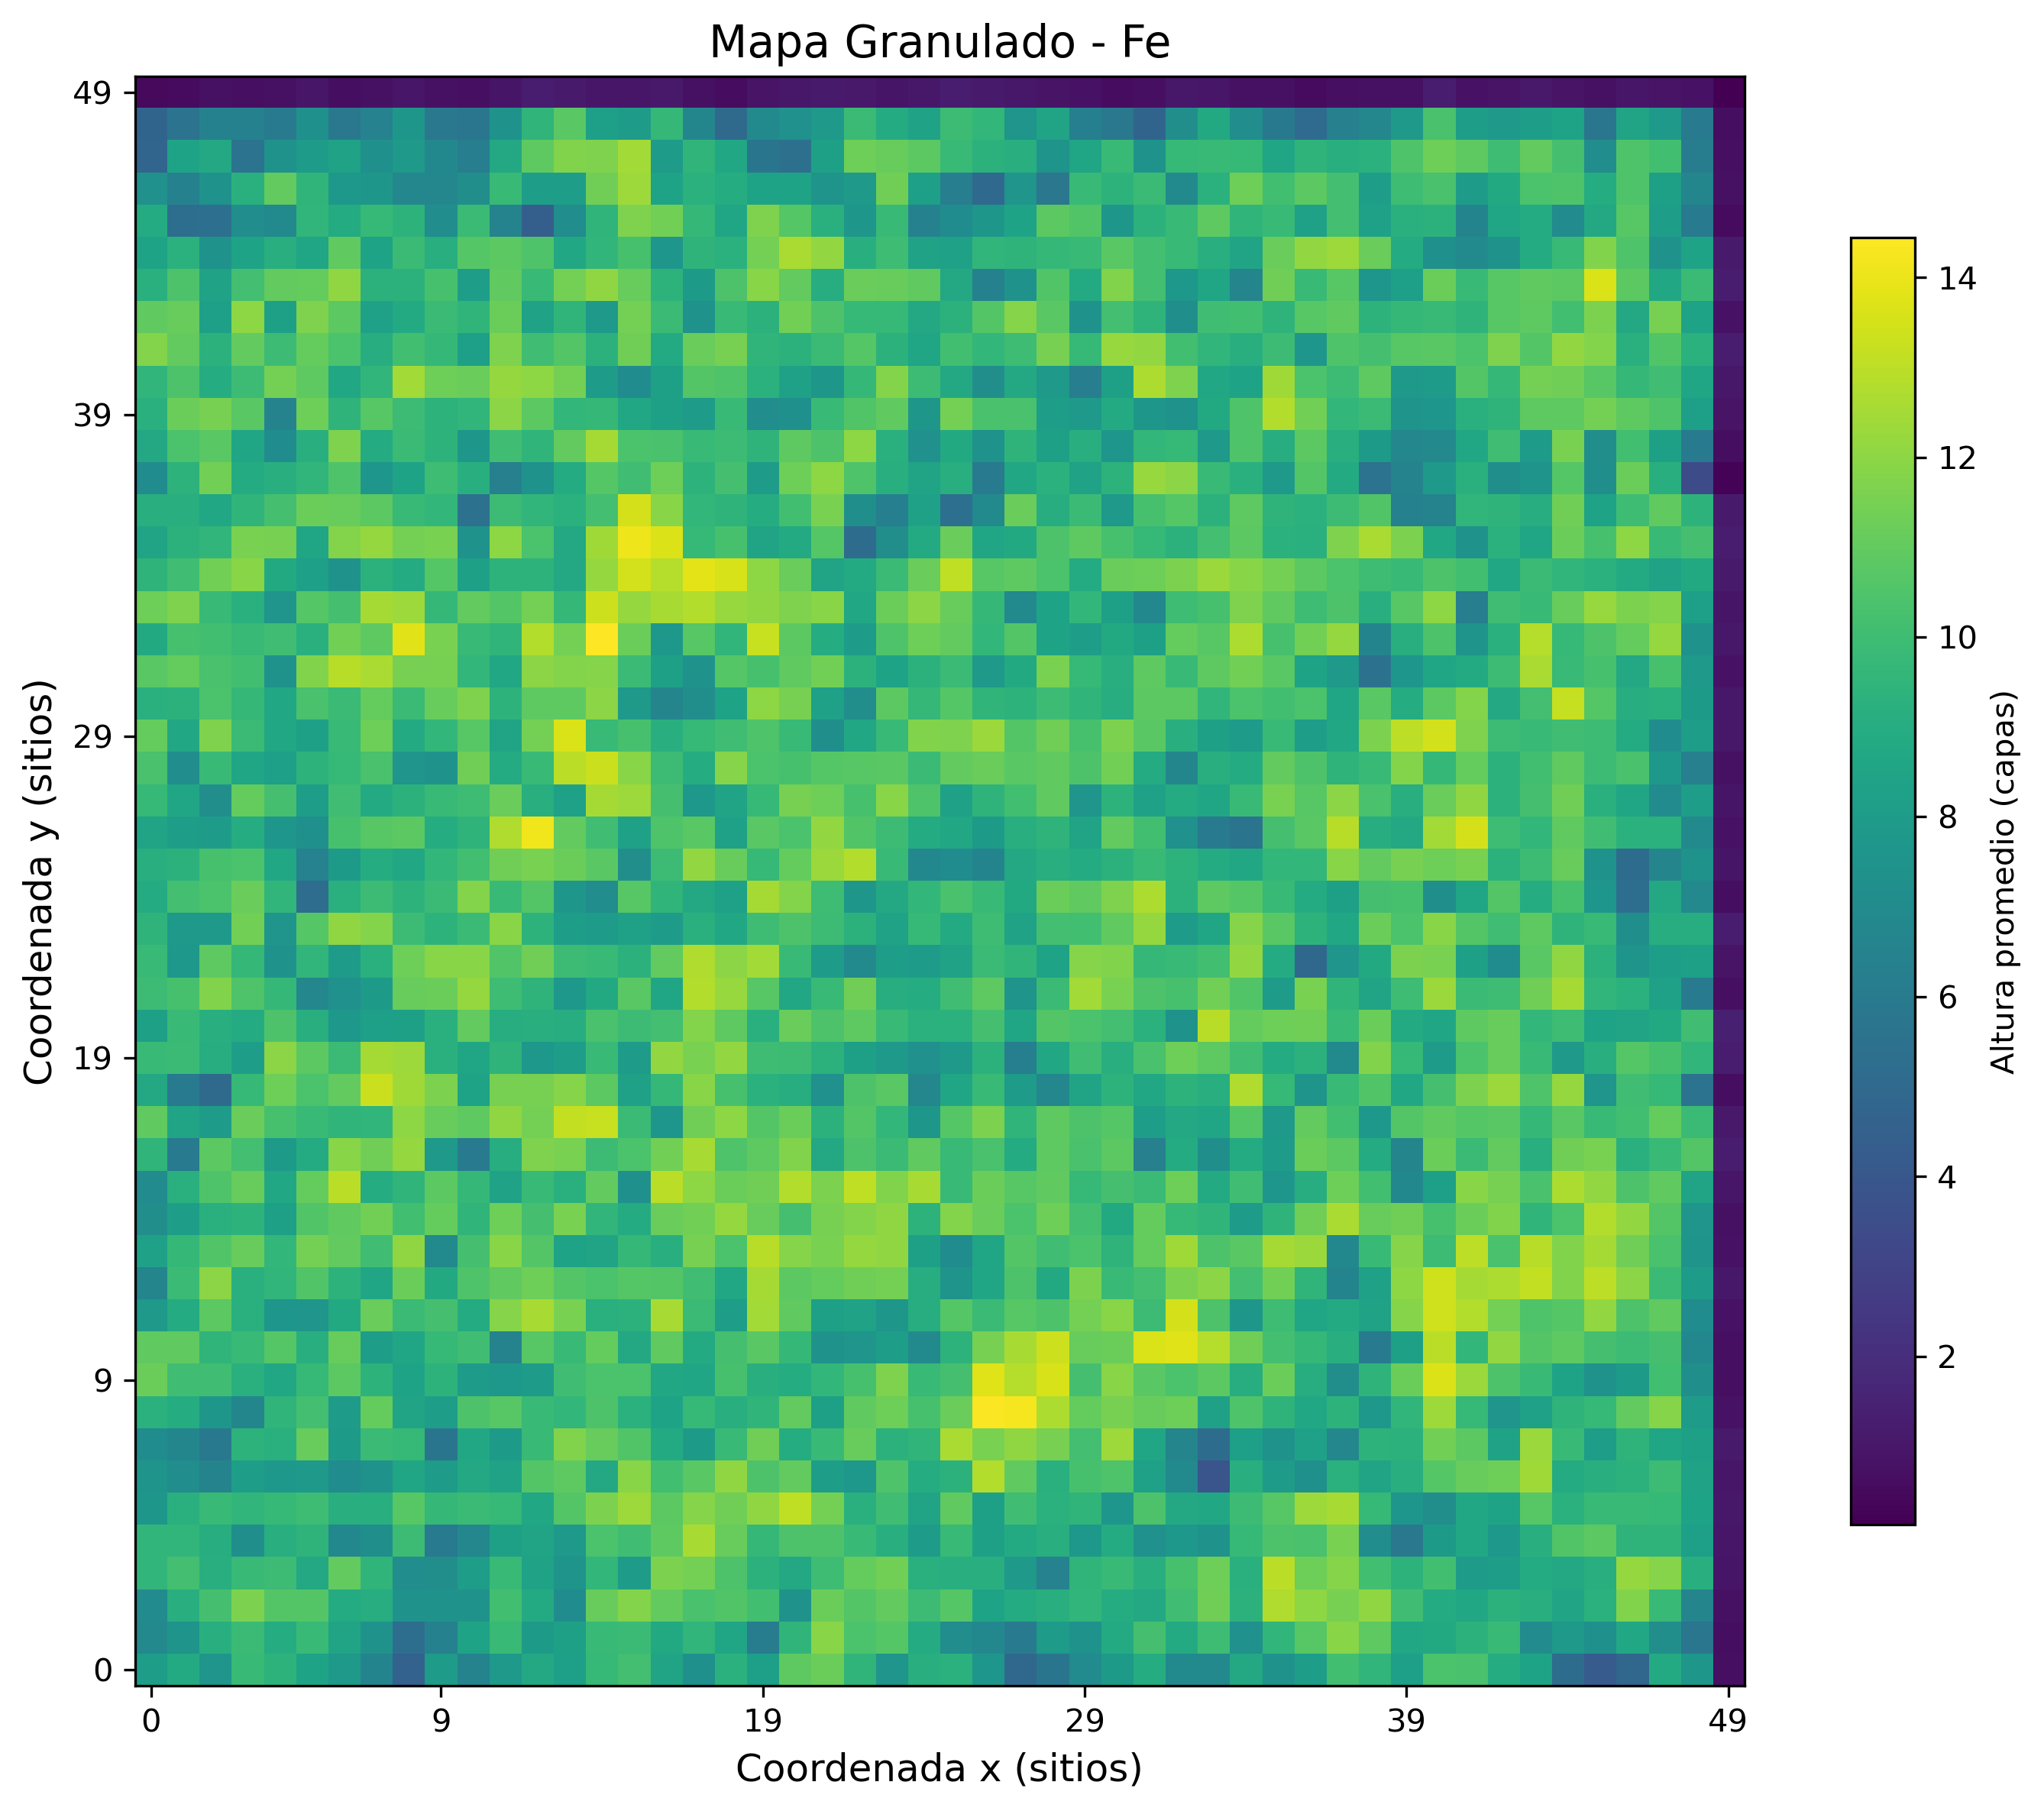 Mapa Granulado - Fe
49
39
29
19
9
0
Coordenada y (sitios)
0 9 19 29 39 49
Coordenada x (sitios)
14
12
10
8
6
4
2
Altura promedio (capas)